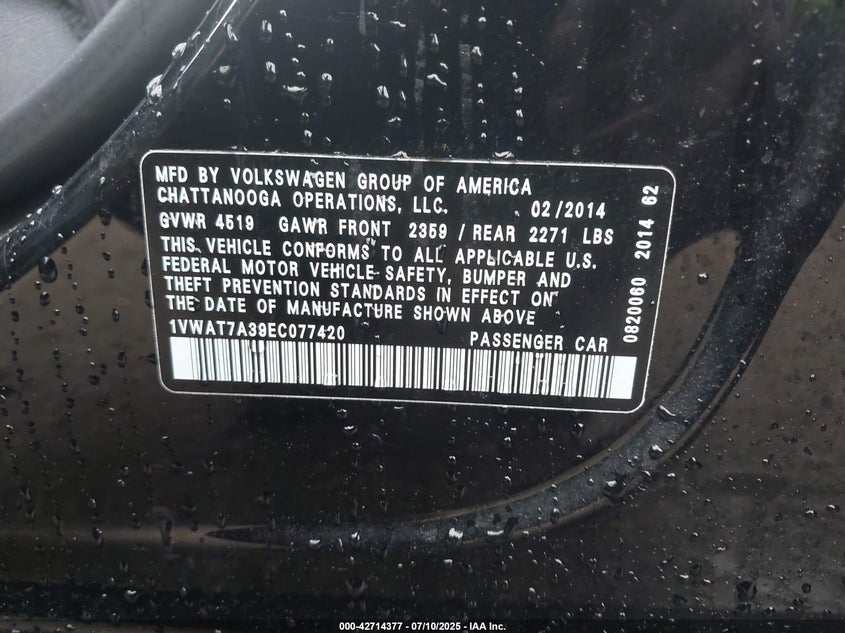 MFD BY VOLKSWAGEN GROUP OF AMERICA
CHATTANOOGA OPERATIONS, LLC. 02/2014
GVWR 4519 GAWR FRONT 2359 / REAR 2271 LBS
THIS VEHICLE CONFORMS TO ALL APPLICABLE U.S.
FEDERAL MOTOR VEHICLE SAFETY, BUMPER AND
THEFT PREVENTION STANDARDS IN EFFECT ON
THE DATE OF MANUFACTURE SHOWN ABOVE
1VWAT7A39EC077420 PASSENGER CAR
0820060 2014 62
000-42714377 - 07/10/2025 - IAA Inc.